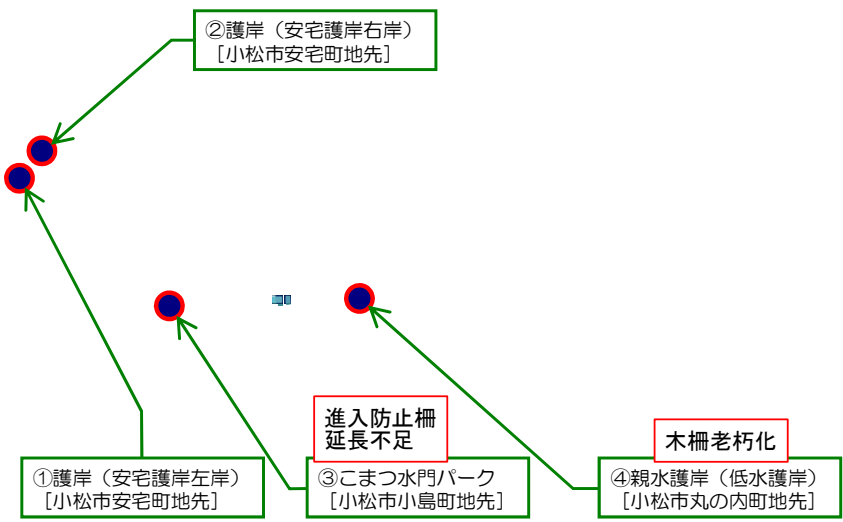 ②護岸（安宅護岸右岸）
［小松市安宅町地先］
進入防止柵
延長不足
木柵老朽化
①護岸（安宅護岸左岸）
［小松市安宅町地先］
③こまつ水門パーク
［小松市小島町地先］
④親水護岸（低水護岸）
［小松市丸の内町地先］